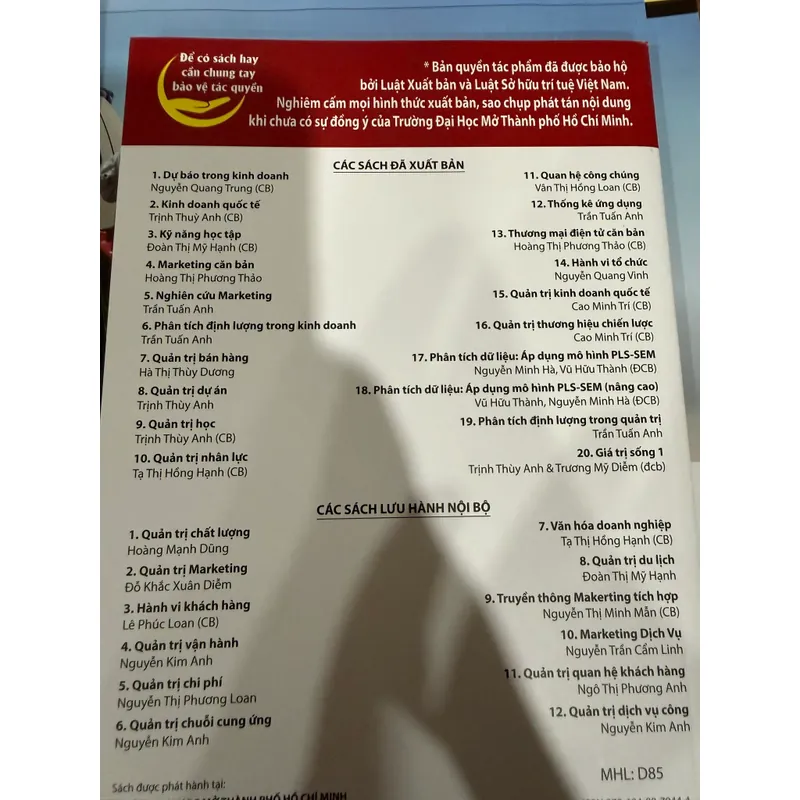 Để có sách hay
cần chung tay
bảo vệ tác quyền
* Bản quyền tác phẩm đã được bảo hộ
bởi Luật Xuất bản và Luật Sở hữu trí tuệ Việt Nam.
Nghiêm cấm mọi hình thức xuất bản, sao chụp phát tán nội dung
khi chưa có sự đồng ý của Trường Đại Học Mở Thành phố Hồ Chí Minh.
CÁC SÁCH ĐÃ XUẤT BẢN
1. Dự báo trong kinh doanh
Nguyễn Quang Trung (CB)
2. Kinh doanh quốc tế
Trịnh Thuỳ Anh (CB)
3. Kỹ năng học tập
Đoàn Thị Mỹ Hạnh (CB)
4. Marketing căn bản
Hoàng Thị Phương Thảo
5. Nghiên cứu Marketing
Trần Tuấn Anh
6. Phân tích định lượng trong kinh doanh
Trần Tuấn Anh
7. Quản trị bán hàng
Hà Thị Thùy Dương
8. Quản trị dự án
Trịnh Thùy Anh
9. Quản trị học
Trịnh Thùy Anh (CB)
10. Quản trị nhân lực
Tạ Thị Hồng Hạnh (CB)
11. Quan hệ công chúng
Vân Thị Hồng Loan (CB)
12. Thống kê ứng dụng
Trần Tuấn Anh
13. Thương mại điện tử căn bản
Hoàng Thị Phương Thảo (CB)
14. Hành vi tổ chức
Nguyễn Quang Vinh
15. Quản trị kinh doanh quốc tế
Cao Minh Trí (CB)
16. Quản trị thương hiệu chiến lược
Cao Minh Trí (CB)
17. Phân tích dữ liệu: Áp dụng mô hình PLS-SEM
Nguyễn Minh Hà, Vũ Hữu Thành (ĐCB)
18. Phân tích dữ liệu: Áp dụng mô hình PLS-SEM (nâng cao)
Vũ Hữu Thành, Nguyễn Minh Hà (ĐCB)
19. Phân tích định lượng trong quản trị
Trần Tuấn Anh
20. Giá trị sống 1
Trịnh Thùy Anh & Trương Mỹ Diễm (đcb)
CÁC SÁCH LƯU HÀNH NỘI BỘ
1. Quản trị chất lượng
Hoàng Mạnh Dũng
2. Quản trị Marketing
Đỗ Khắc Xuân Diễm
3. Hành vi khách hàng
Lê Phúc Loan (CB)
4. Quản trị vận hành
Nguyễn Kim Anh
5. Quản trị chi phí
Nguyễn Thị Phương Loan
6. Quản trị chuỗi cung ứng
Nguyễn Kim Anh
7. Văn hóa doanh nghiệp
Tạ Thị Hồng Hạnh (CB)
8. Quản trị du lịch
Đoàn Thị Mỹ Hạnh
9. Truyền thông Makerting tích hợp
Nguyễn Thị Minh Mẫn (CB)
10. Marketing Dịch Vụ
Nguyễn Trần Cẩm Linh
11. Quản trị quan hệ khách hàng
Ngô Thị Phương Anh
12. Quản trị dịch vụ công
Nguyễn Kim Anh
MHL: D85
Sách được phát hành tại:
THÀNH PHỐ HỒ CHÍ MINH